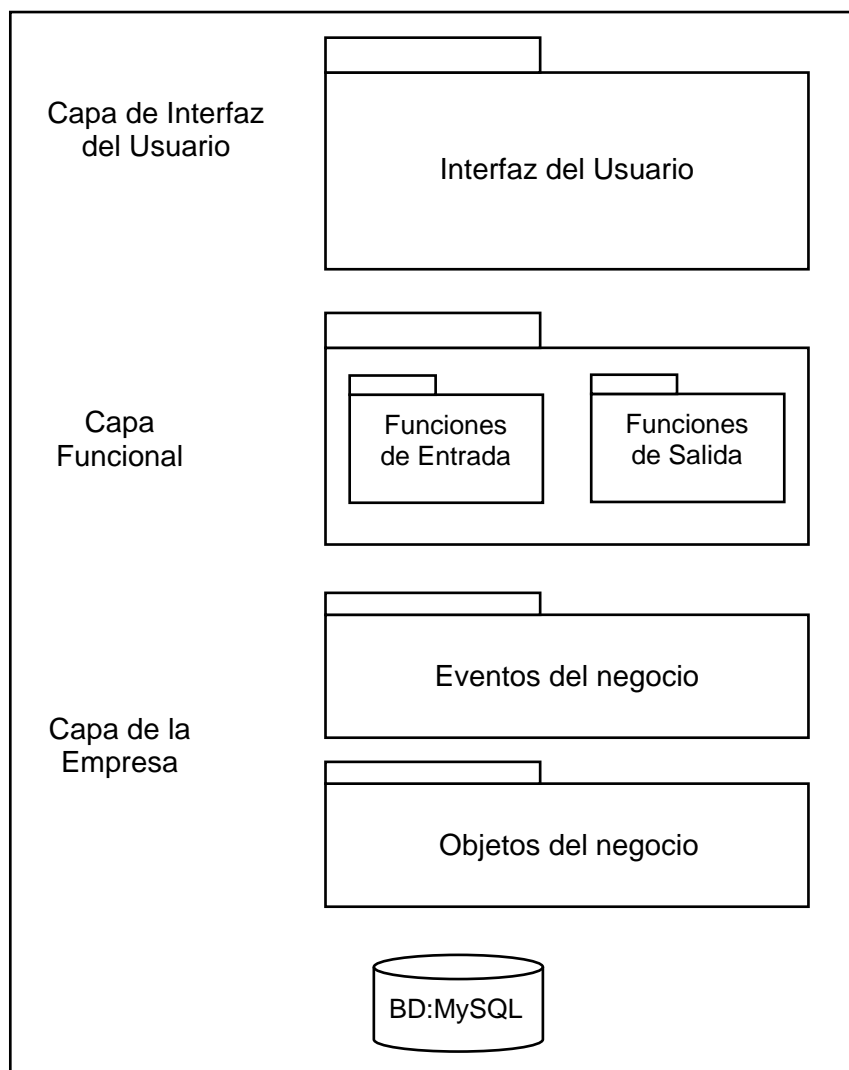 Capa de Interfaz
del Usuario
Interfaz del Usuario
Capa
Funcional
Funciones
de Entrada
Funciones
de Salida
Capa de la
Empresa
Eventos del negocio
Objetos del negocio
BD:MySQL